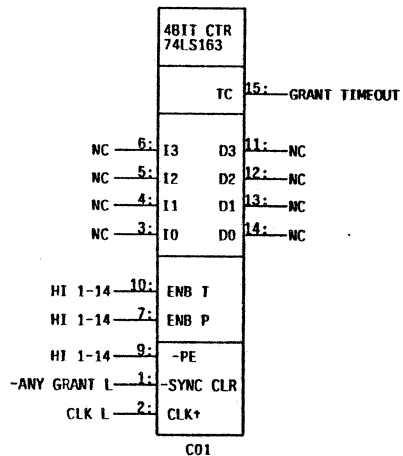 4BIT CTR
74LS163
TC 15: GRANT TIMEOUT
NC 6: I3 D3 11: NC
NC 5: I2 D2 12: NC
NC 4: I1 D1 13: NC
NC 3: I0 D0 14: NC
HI 1-14 10: ENB T
HI 1-14 7: ENB P
HI 1-14 9: -PE
-ANY GRANT L 1: -SYNC CLR
CLK L 2: CLK↑
C01